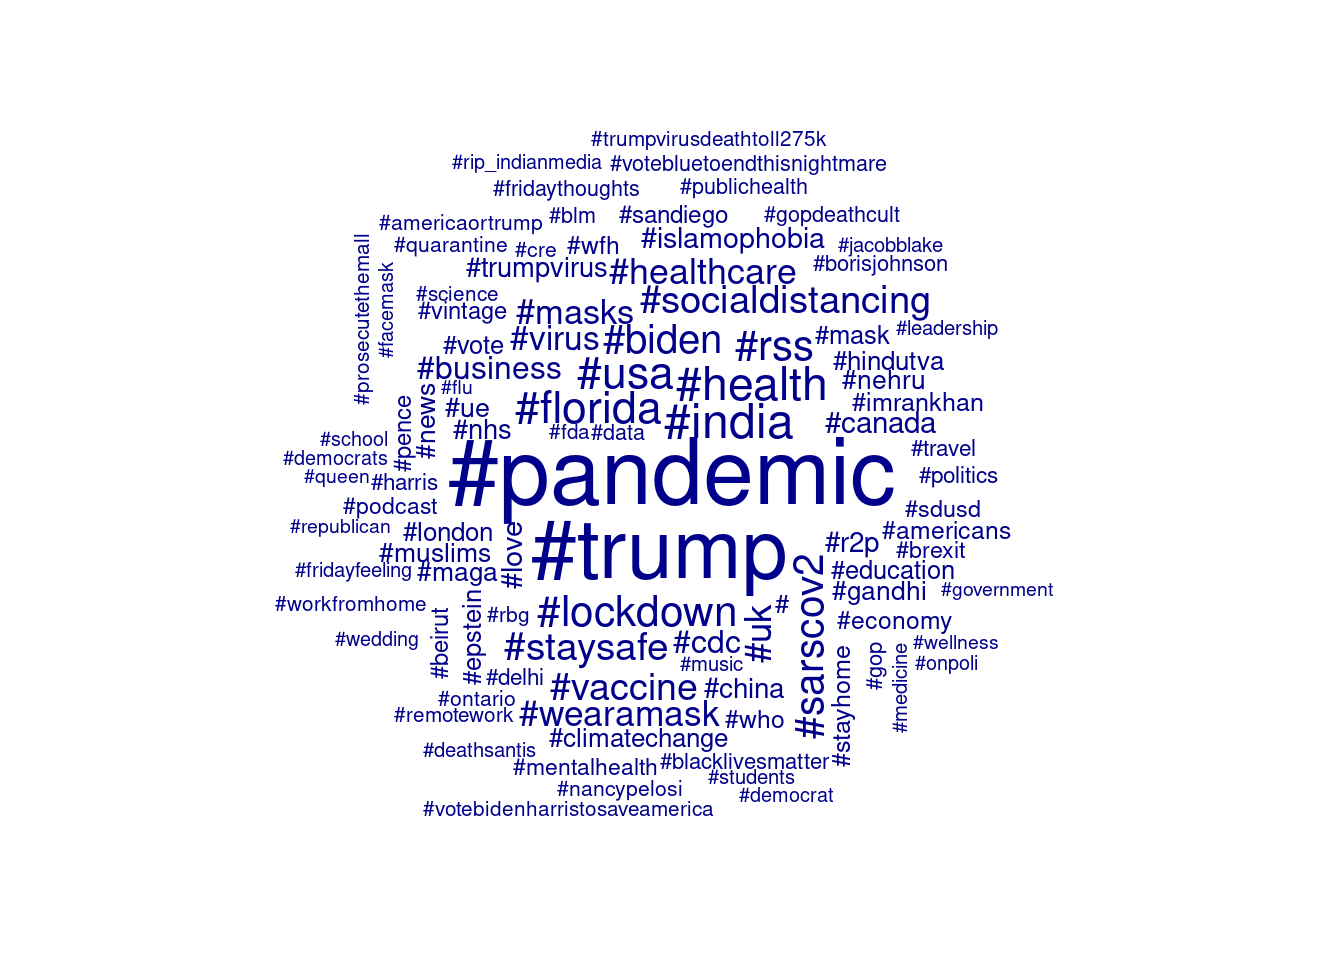 #trumpvirusdeathtoll275k
#rip_indianmedia #votebluetoendthisnightmare
#fridaythoughts #publichealth
#americaortrump #blm #sandiego #gopdeathcult
#quarantine #cre #wfh #islamophobia #jacobblake
#prosecutethemall #facemask #trumpvirus #healthcare #borisjohnson
#science #socialdistancing
#vintage #masks
#vote #virus #biden #rss #mask #leadership
#business #usa #health #hindutva
#flu #nehru
#pence #news #ue #florida #india #imrankhan
#nhs #fda #data #canada
#school #travel
#democrats #pandemic
#queen #harris #politics
#podcast #sdusd
#republican #london #love #trump #americans
#muslims #r2p #brexit
#fridayfeeling #maga #sarscov2 #education
#workfromhome #rbg #lockdown #uk # #gandhi #government
#wedding #beirut #epstein #staysafe #cdc #economy
#music #stayhome #gop #medicine #wellness
#delhi #vaccine #china #onpoli
#ontario
#remotework #wearamask #who
#deathsantis #climatechange
#mentalhealth #blacklivesmatter
#nancypelosi #students
#votebidenharristosaveamerica #democrat